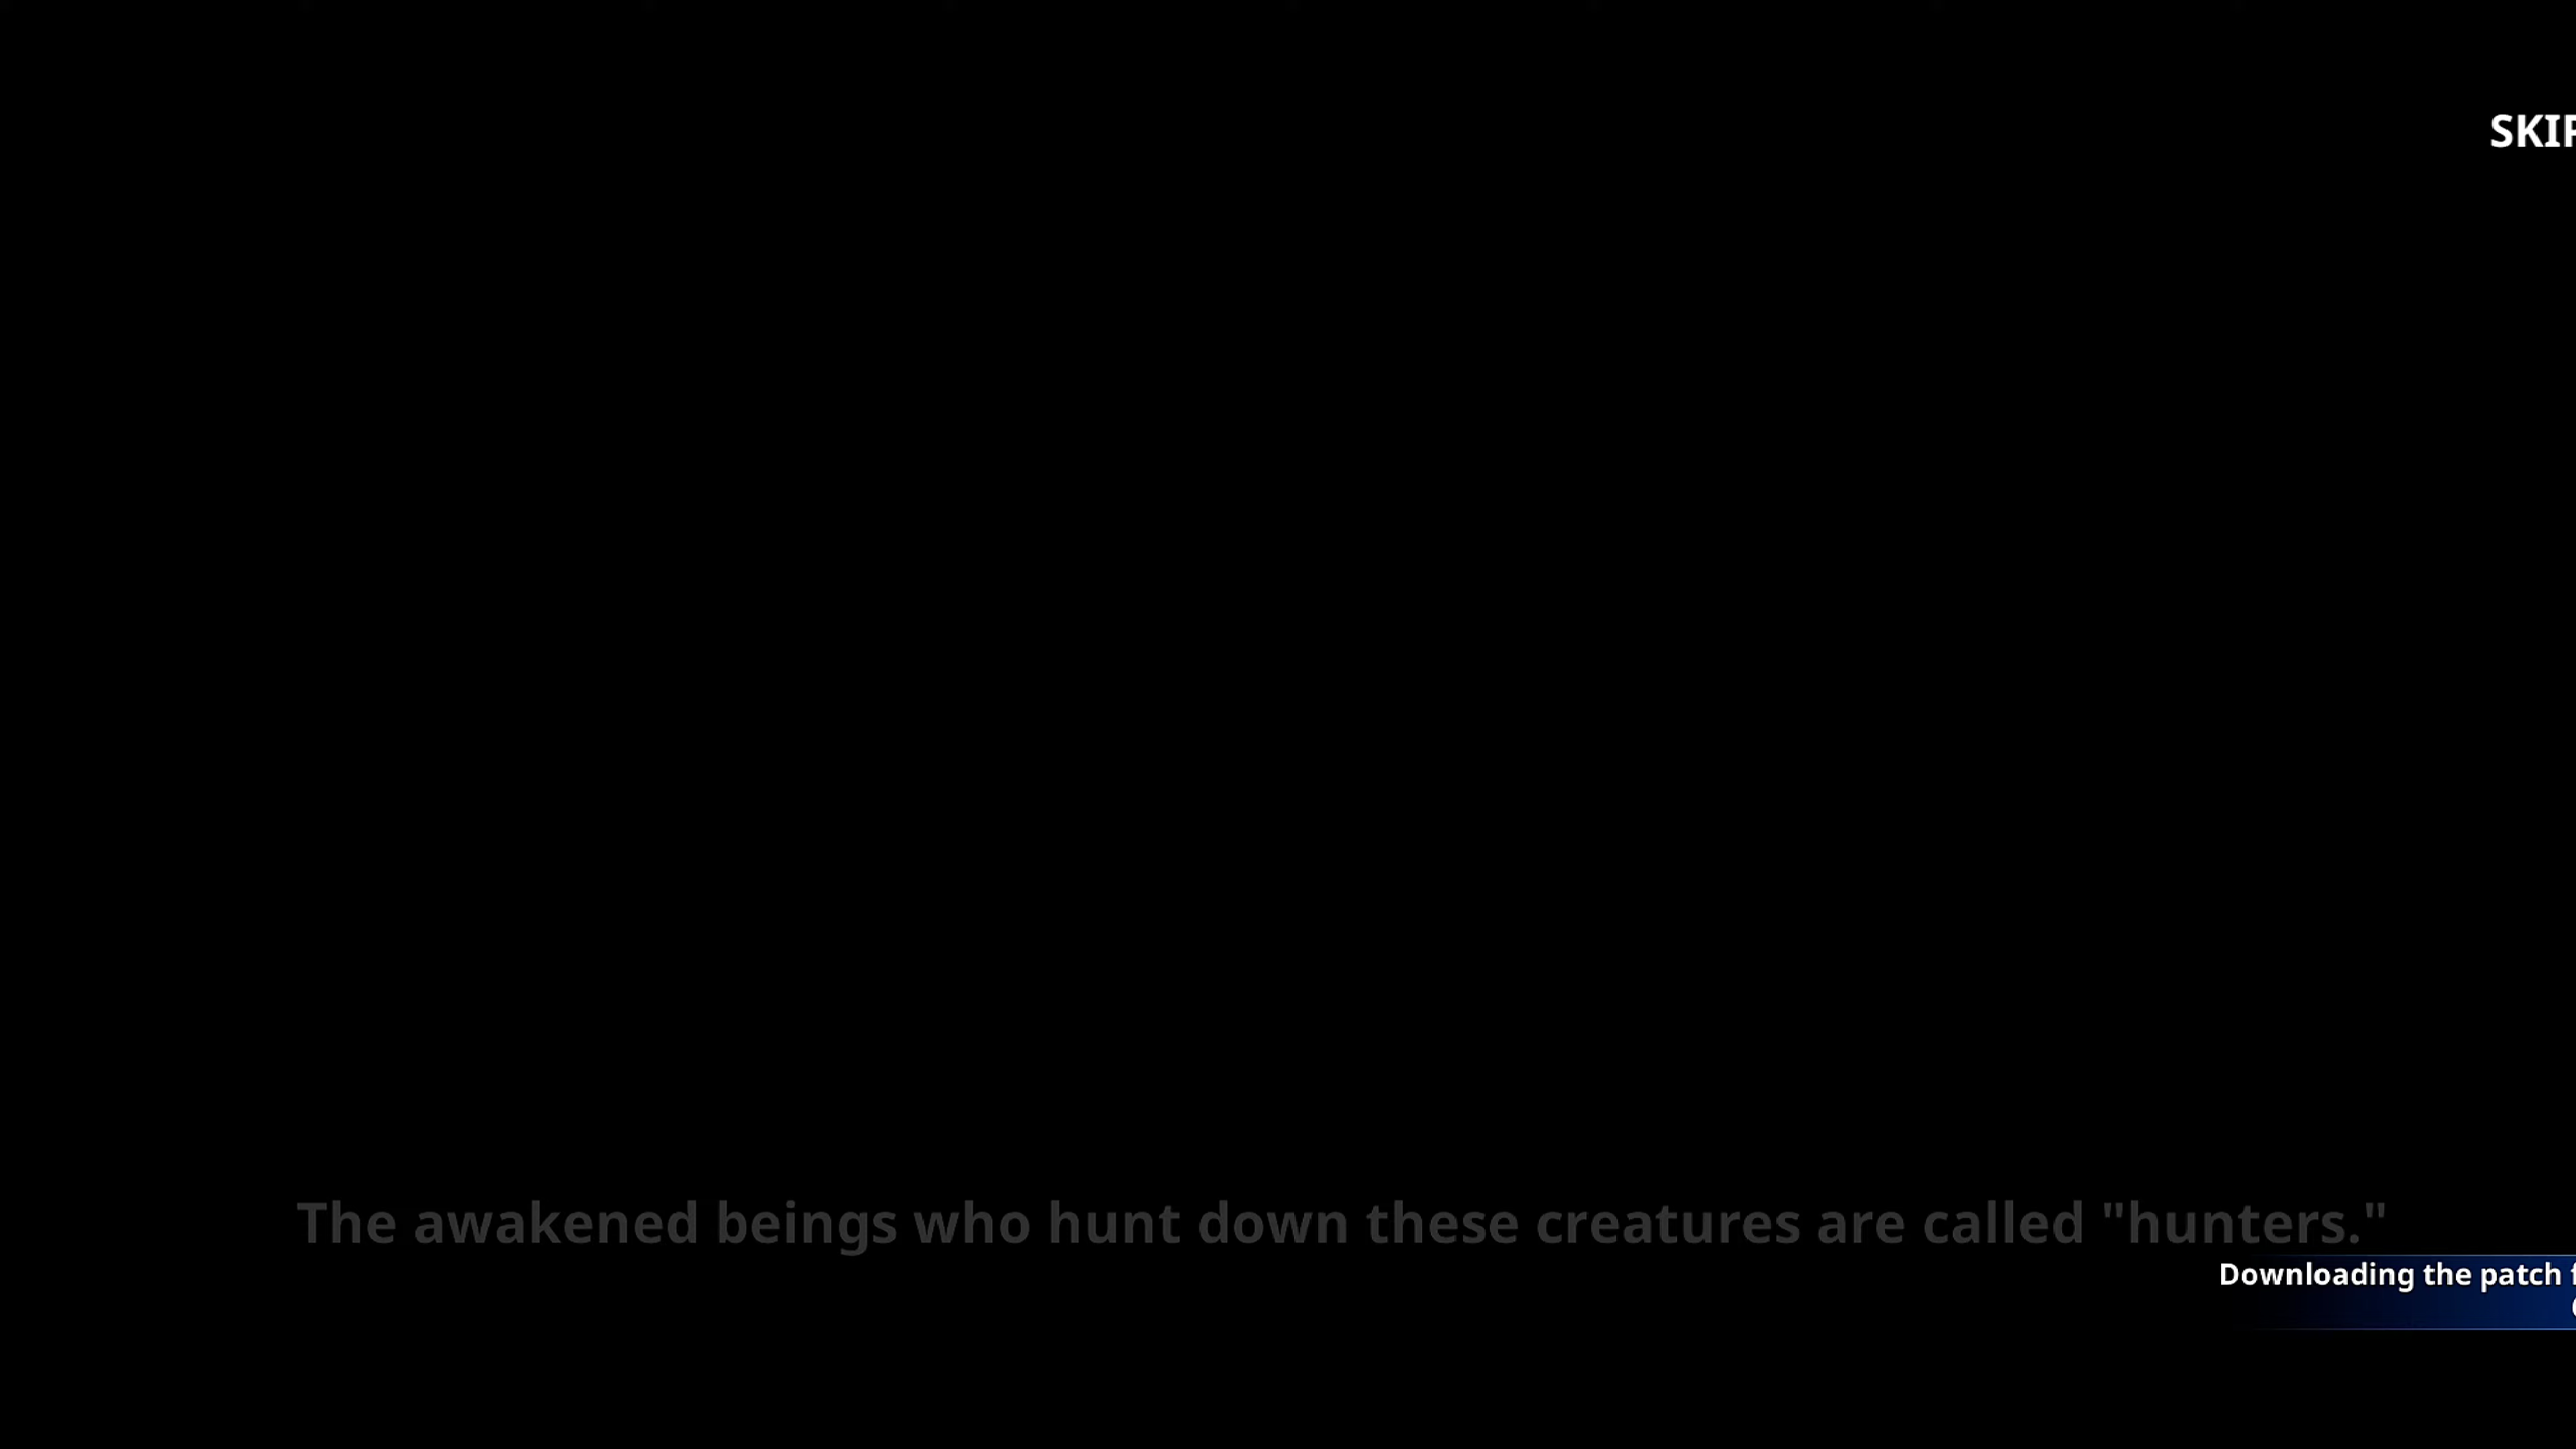 SKIP
The awakened beings who hunt down these creatures are called "hunters."
Downloading the patch